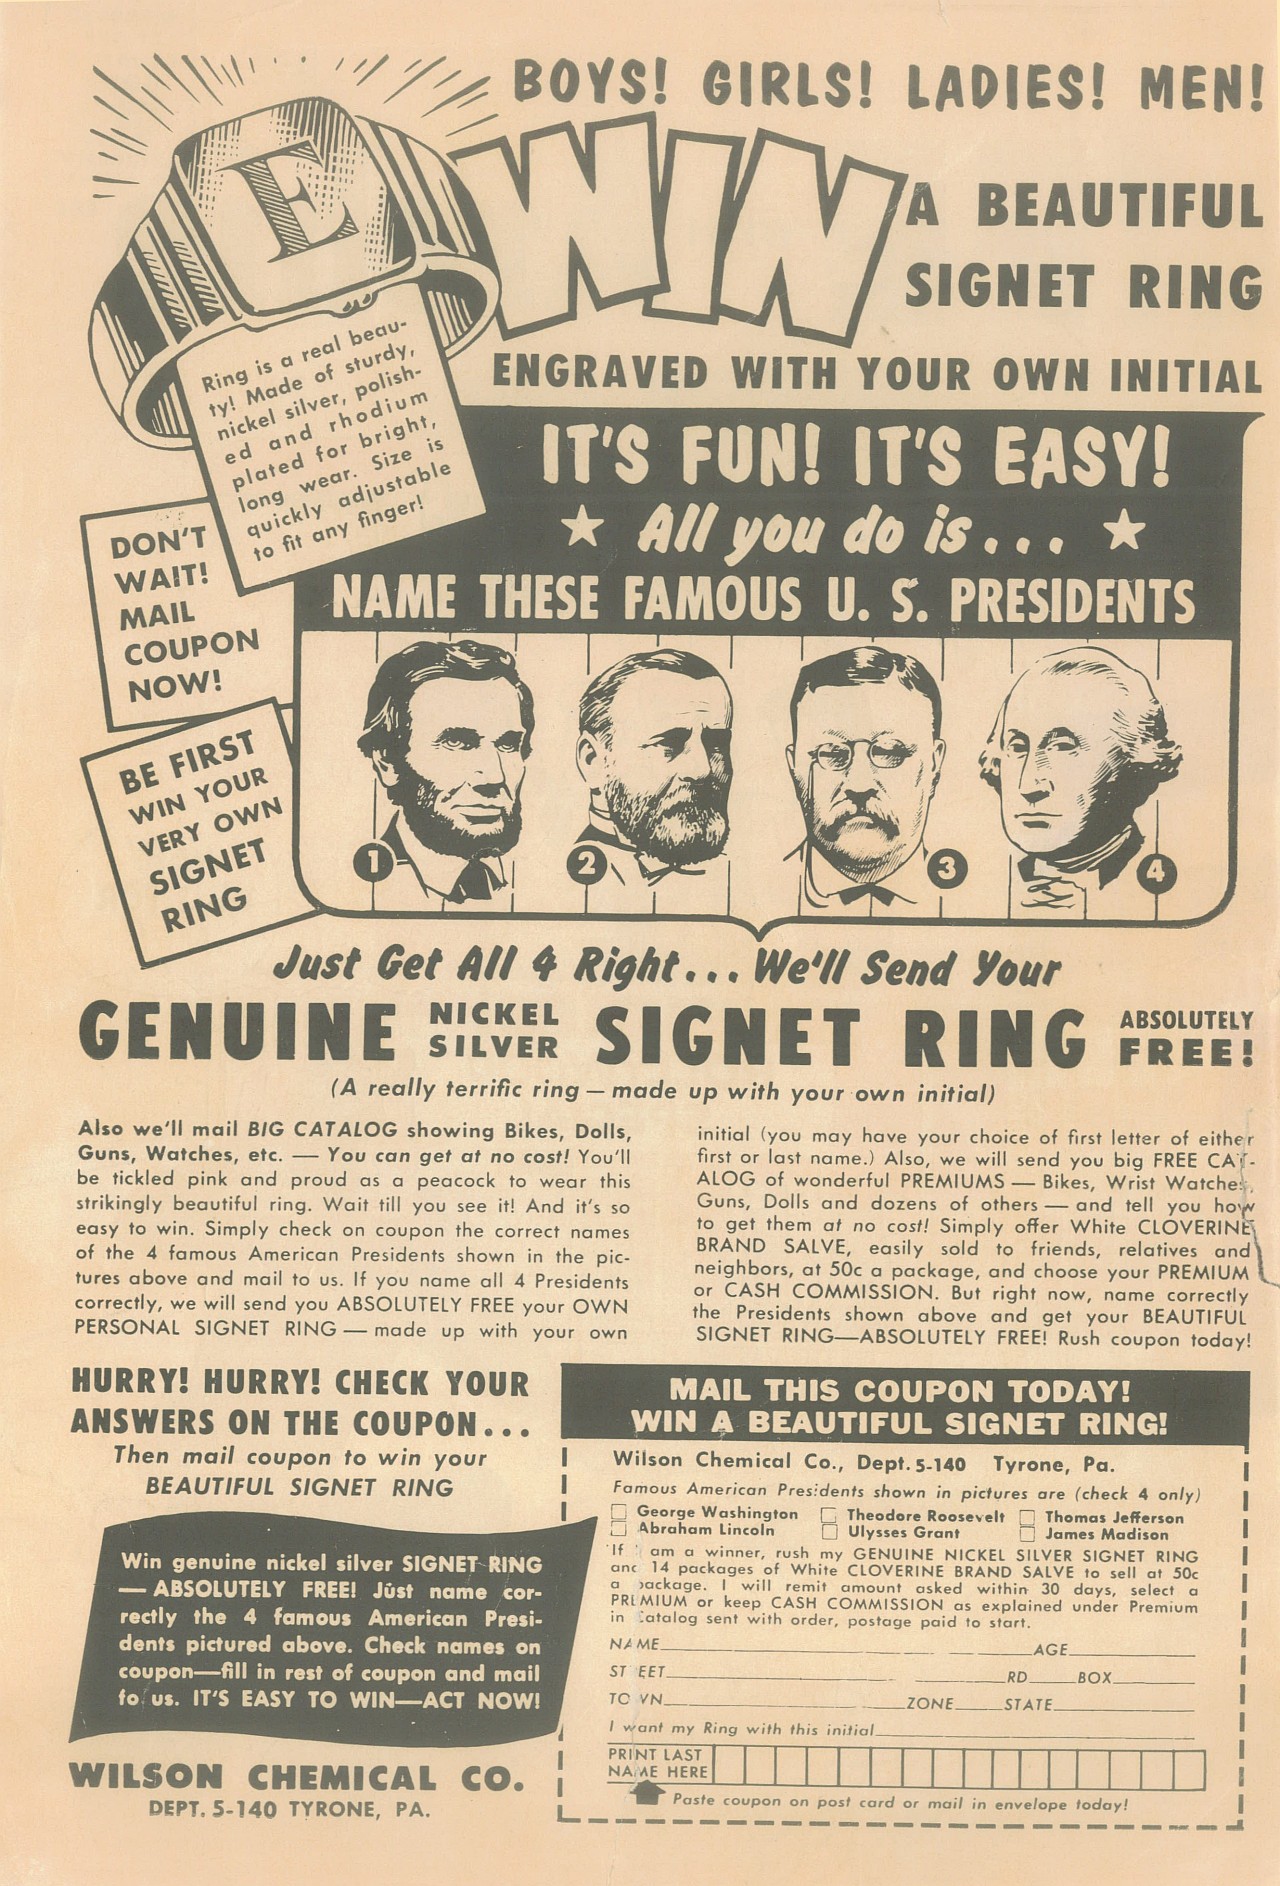 BOYS! GIRLS! LADIES! MEN!
E
WIN
A BEAUTIFUL
SIGNET RING
ENGRAVED WITH YOUR OWN INITIAL
Ring is a real beau-
ty! Made of sturdy,
nickel silver, polish-
ed and rhodium
plated for bright,
long wear. Size is
quickly adjustable
to fit any finger!
DON'T
WAIT!
MAIL
COUPON
NOW!
BE FIRST
WIN YOUR
VERY OWN
SIGNET
RING
IT'S FUN! IT'S EASY!
★ All you do is... ★
NAME THESE FAMOUS U. S. PRESIDENTS
1
2
3
4
Just Get All 4 Right... We'll Send Your
GENUINE NICKEL SILVER SIGNET RING ABSOLUTELY FREE!
(A really terrific ring — made up with your own initial)
Also we'll mail BIG CATALOG showing Bikes, Dolls,
Guns, Watches, etc. — You can get at no cost! You'll
be tickled pink and proud as a peacock to wear this
strikingly beautiful ring. Wait till you see it! And it's so
easy to win. Simply check on coupon the correct names
of the 4 famous American Presidents shown in the pic-
tures above and mail to us. If you name all 4 Presidents
correctly, we will send you ABSOLUTELY FREE your OWN
PERSONAL SIGNET RING — made up with your own
initial (you may have your choice of first letter of either
first or last name.) Also, we will send you big FREE CAT-
ALOG of wonderful PREMIUMS — Bikes, Wrist Watches,
Guns, Dolls and dozens of others — and tell you how
to get them at no cost! Simply offer White CLOVERINE
BRAND SALVE, easily sold to friends, relatives and
neighbors, at 50c a package, and choose your PREMIUM
or CASH COMMISSION. But right now, name correctly
the Presidents shown above and get your BEAUTIFUL
SIGNET RING—ABSOLUTELY FREE! Rush coupon today!
HURRY! HURRY! CHECK YOUR
ANSWERS ON THE COUPON...
Then mail coupon to win your
BEAUTIFUL SIGNET RING
Win genuine nickel silver SIGNET RING
— ABSOLUTELY FREE! Just name cor-
rectly the 4 famous American Presi-
dents pictured above. Check names on
coupon—fill in rest of coupon and mail
to us. IT'S EASY TO WIN—ACT NOW!
WILSON CHEMICAL CO.
DEPT. 5-140 TYRONE, PA.
MAIL THIS COUPON TODAY!
WIN A BEAUTIFUL SIGNET RING!
Wilson Chemical Co., Dept. 5-140 Tyrone, Pa.
Famous American Presidents shown in pictures are (check 4 only)
George Washington Theodore Roosevelt Thomas Jefferson
Abraham Lincoln Ulysses Grant James Madison
If I am a winner, rush my GENUINE NICKEL SILVER SIGNET RING
and 14 packages of White CLOVERINE BRAND SALVE to sell at 50c
a package. I will remit amount asked within 30 days, select a
PREMIUM or keep CASH COMMISSION as explained under Premium
in Catalog sent with order, postage paid to start.
NAME AGE
STREET RD BOX
TOWN ZONE STATE
I want my Ring with this initial
PRINT LAST
NAME HERE
Paste coupon on post card or mail in envelope today!